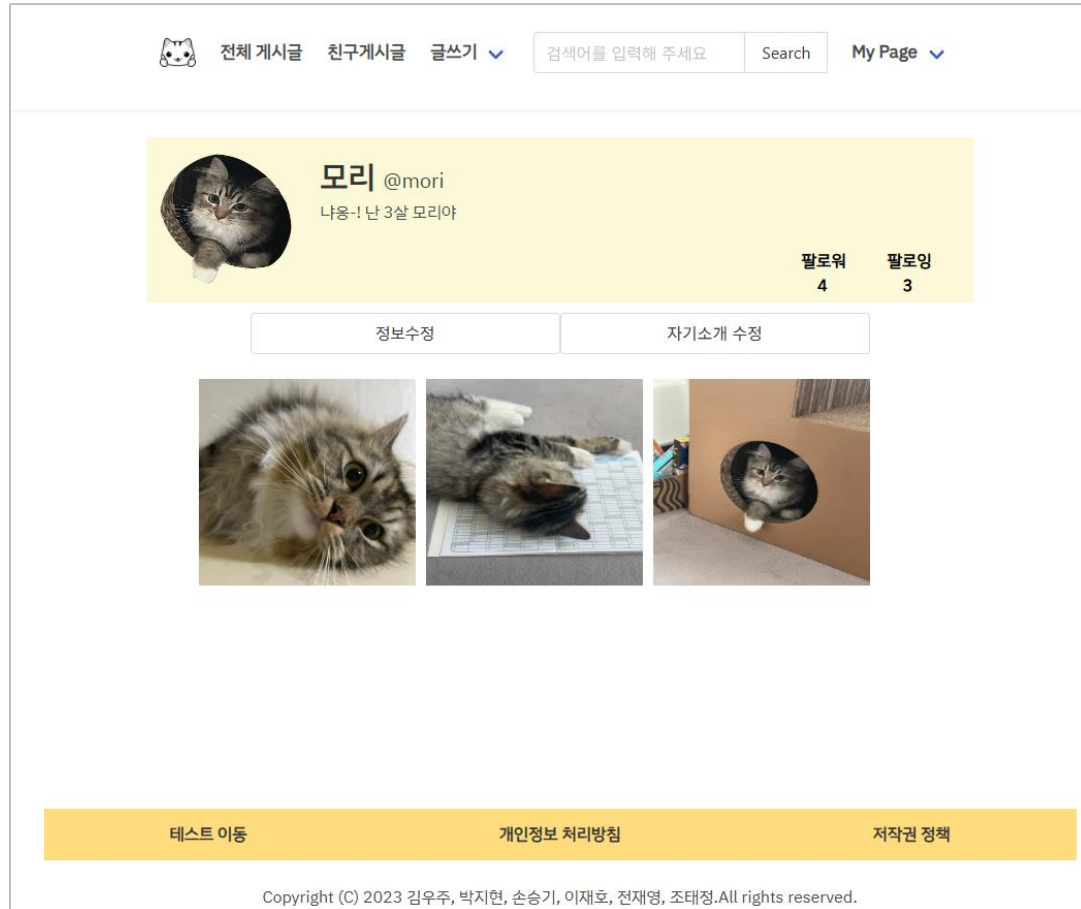 전체 게시글 친구게시글 글쓰기 검색어를 입력해 주세요 Search My Page
모리 @mori
냐옹-! 난 3살 모리야
팔로워 팔로잉
4 3
정보수정 자기소개 수정
테스트 이동 개인정보 처리방침 저작권 정책
Copyright (C) 2023 김우주, 박지현, 손승기, 이재호, 전재영, 조태정.All rights reserved.